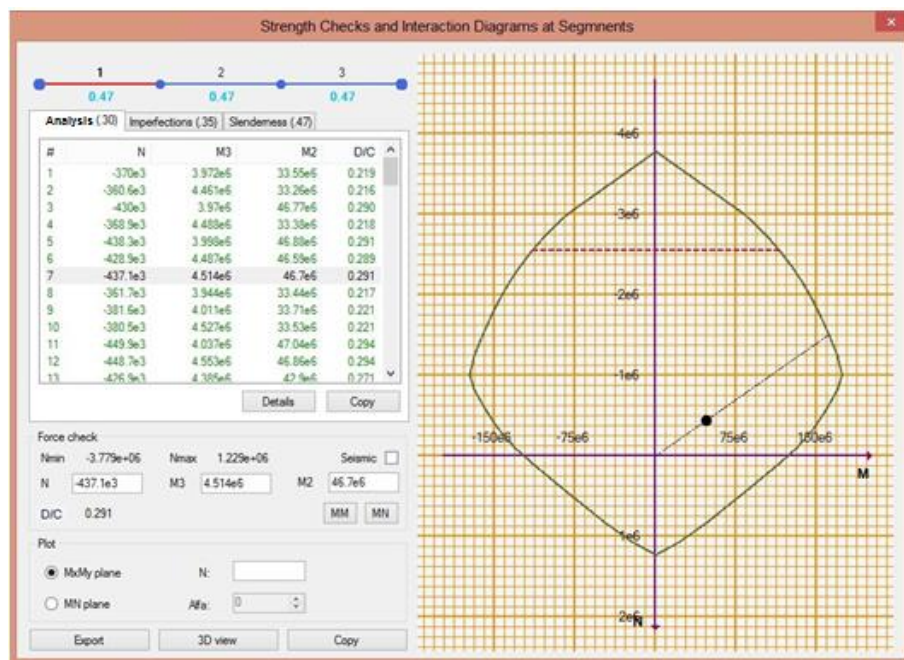 Strength Checks and Interaction Diagrams at Segmnents
1 2 3
0.47 0.47 0.47
Analysis (.30) Imperfections (.35) Slenderness (.47)
# N M3 M2 D/C
1 -370e3 3.972e6 33.55e6 0.219
2 -360.6e3 4.461e6 33.26e6 0.216
3 -430e3 3.97e6 46.77e6 0.290
4 -368.9e3 4.488e6 33.38e6 0.218
5 -438.3e3 3.998e6 46.88e6 0.291
6 -428.9e3 4.487e6 46.59e6 0.289
7 -437.1e3 4.514e6 46.7e6 0.291
8 -361.7e3 3.944e6 33.44e6 0.217
9 -381.6e3 4.011e6 33.71e6 0.221
10 -380.5e3 4.527e6 33.53e6 0.221
11 -449.9e3 4.037e6 47.04e6 0.294
12 -448.7e3 4.553e6 46.86e6 0.294
13 -426.9e3 4.385e6 42.9e6 0.271
Details Copy
Force check
Nmin -3.779e+06 Nmax 1.229e+06 Seismic
N -437.1e3 M3 4.514e6 M2 46.7e6
D/C 0.291 MM MN
Plot
MxMy plane N:
MN plane Alfa: 0
Export 3D view Copy
-4e6
-3e6
-2e6
-1e6
-150e6 -75e6 75e6 150e6
M
1e6
2e6
N